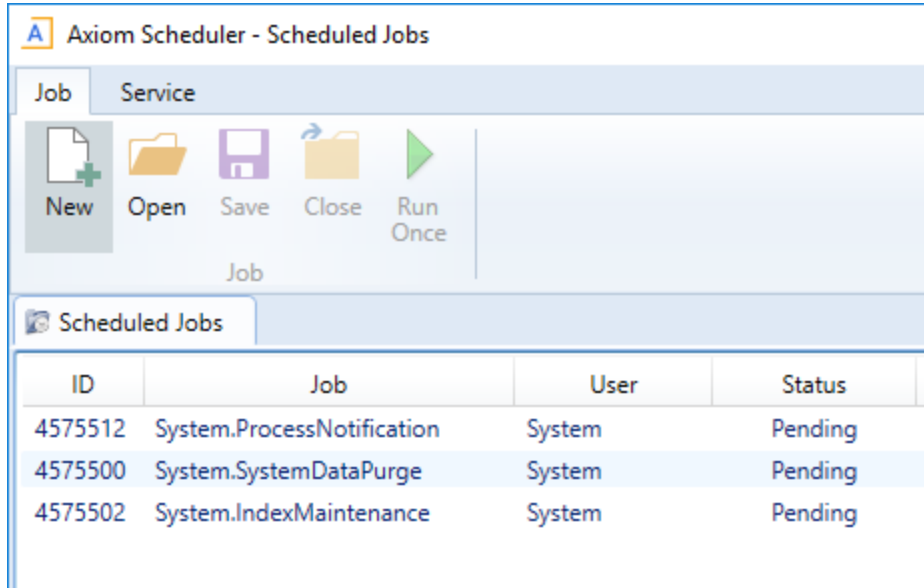 A Axiom Scheduler - Scheduled Jobs
Job Service
New Open Save Close Run Once
Job
Scheduled Jobs
ID Job User Status
4575512 System.ProcessNotification System Pending
4575500 System.SystemDataPurge System Pending
4575502 System.IndexMaintenance System Pending